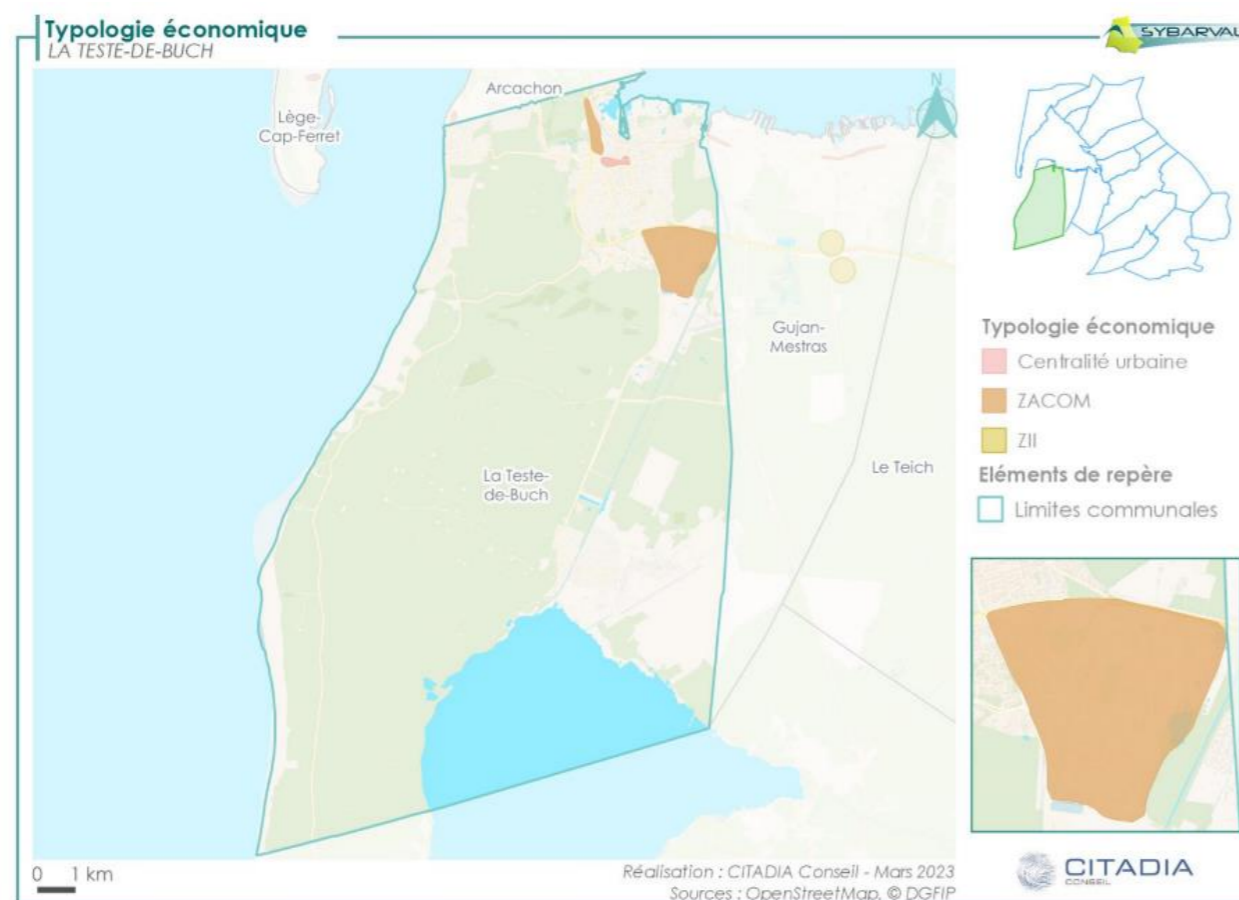 Typologie économique
LA TESTE-DE-BUCH
SYBARVAL
N
Arcachon
Lège-
Cap-Ferret
Gujan-
Mestras
La Teste-
de-Buch
Le Teich
Typologie économique
Centralité urbaine
ZACOM
ZII
Eléments de repère
Limites communales
0 1 km
Réalisation : CITADIA Conseil - Mars 2023
Sources : OpenStreetMap, © DGFIP
CITADIA
CONSEIL